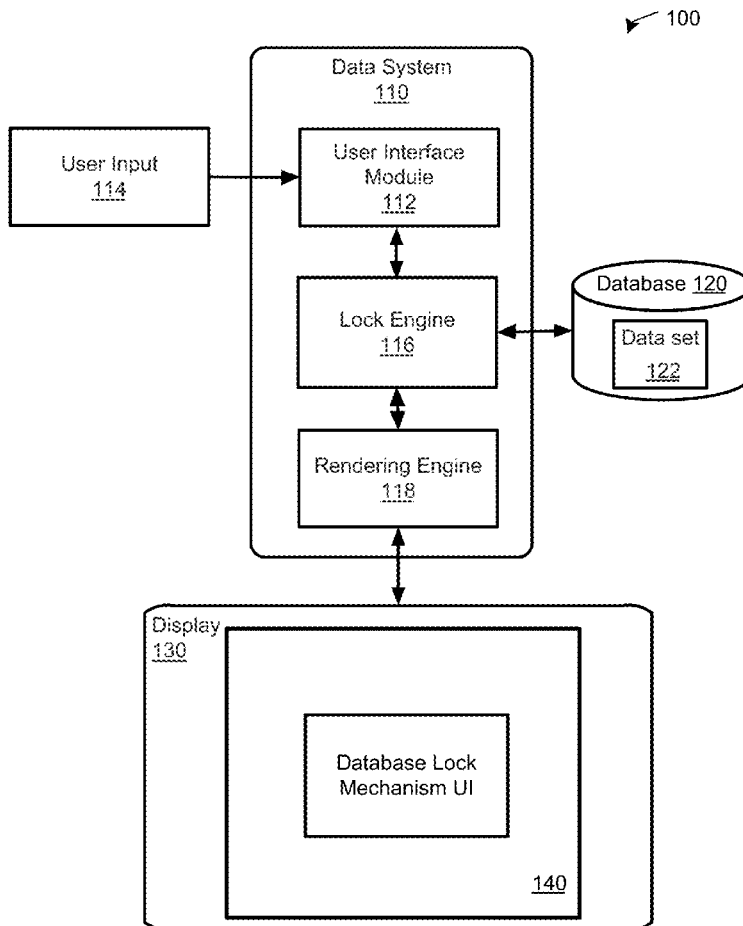 100
Data System
110
User Input
114
User Interface
Module
112
Lock Engine
116
Database 120
Data set
122
Rendering Engine
118
Display
130
Database Lock
Mechanism UI
140